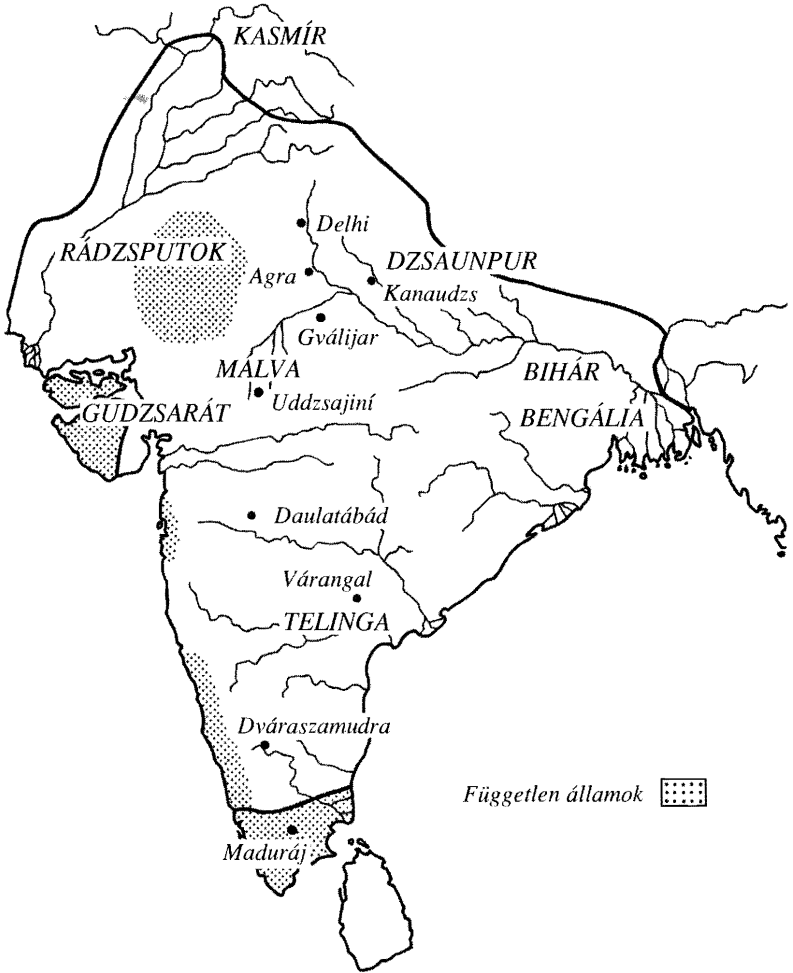 KASMÍR
Delhi
RÁDZSPUTOK
DZSAUNPUR
Agra
Kanaudzs
Gválijar
MÁLVA
BIHÁR
Uddzsajiní
GUDZSARÁT
BENGÁLIA
Daulatábád
Várangal
TELINGA
Dváraszamudra
Független államok
Maduráj